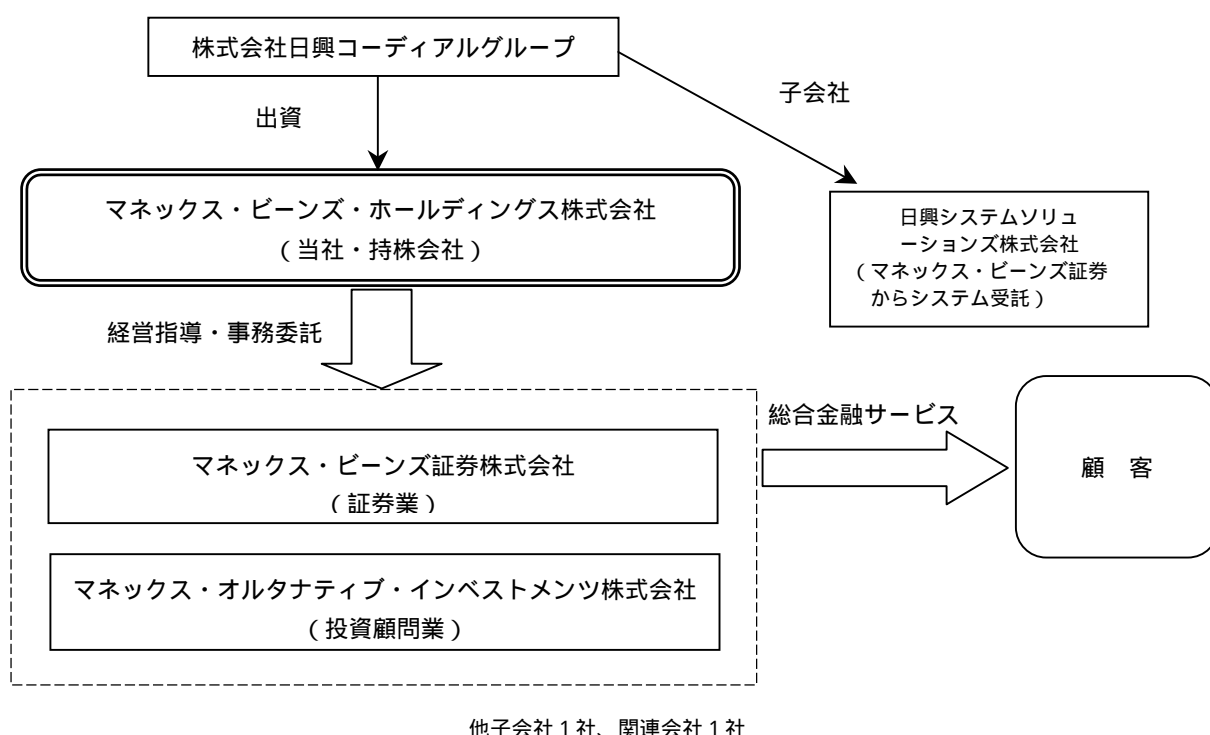 株式会社日興コーディアルグループ
子会社
出資
マネックス・ビーンズ・ホールディングス株式会社
（当社・持株会社）
日興システムソリュ
ーションズ株式会社
（マネックス・ビーンズ証券
からシステム受託）
経営指導・事務委託
総合金融サービス
マネックス・ビーンズ証券株式会社
（証券業）
顧　客
マネックス・オルタナティブ・インベストメンツ株式会社
（投資顧問業）
他子会社１社、関連会社１社